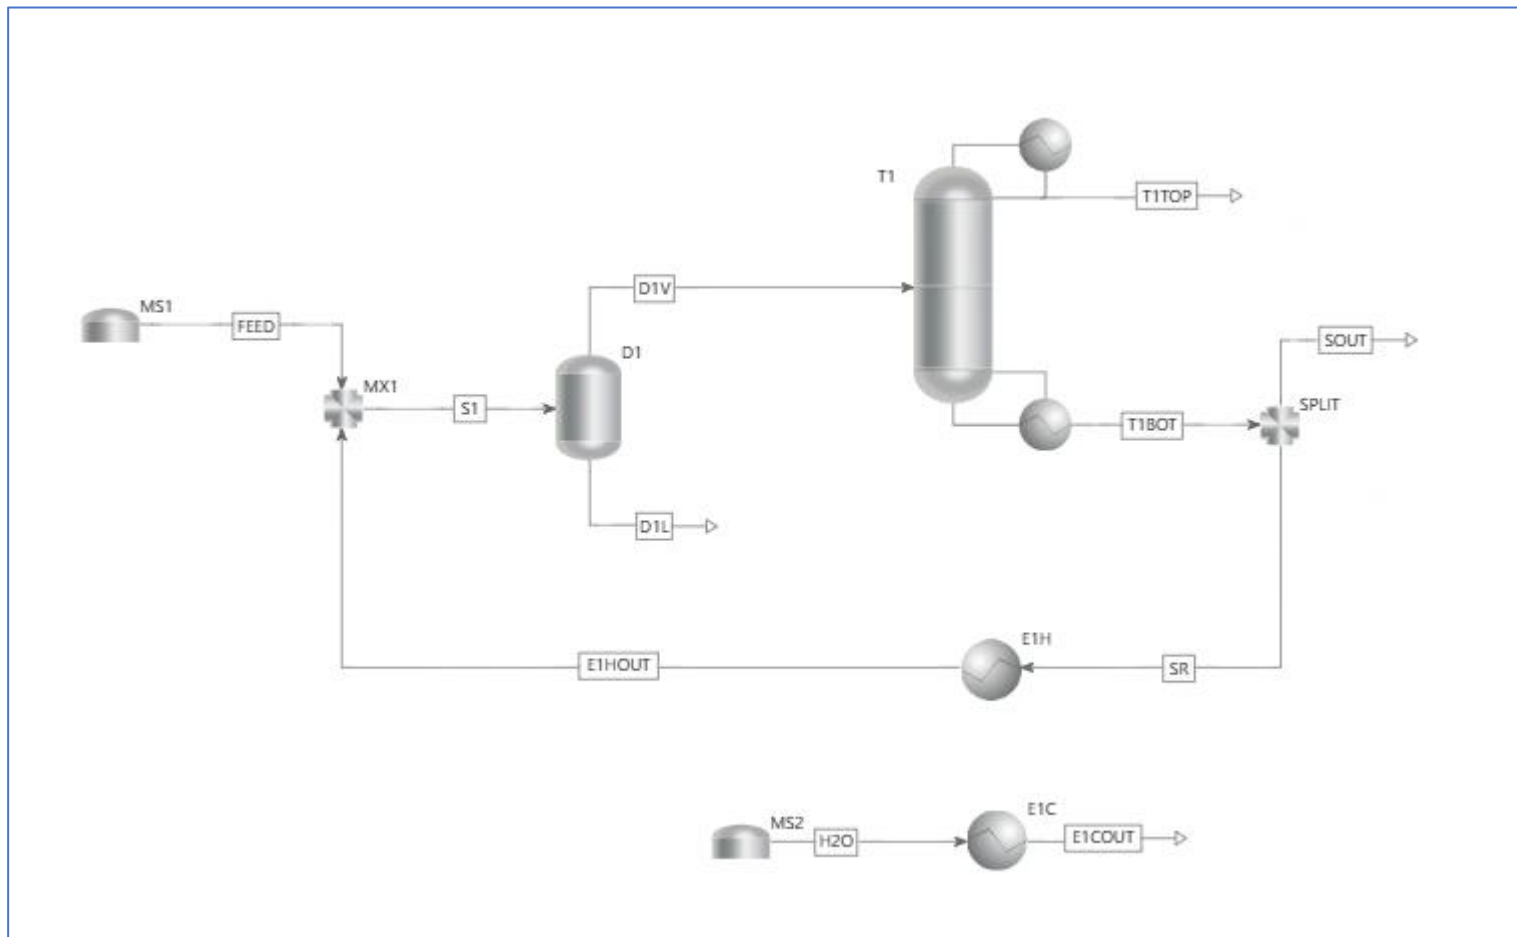 T1
T1TOP
D1V
MS1
FEED
D1
SOUT
MX1
S1
SPLIT
T1BOT
D1L
E1H
E1HOUT
SR
E1C
MS2
H2O
E1COUT